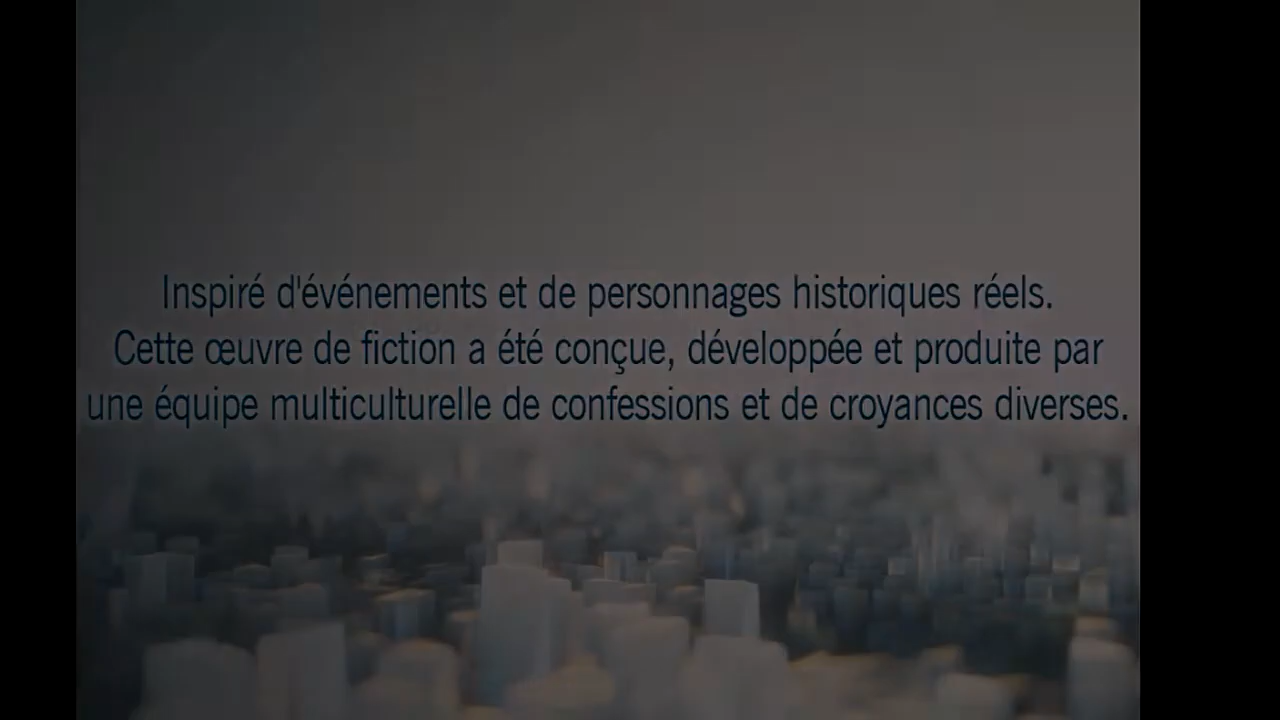 Inspiré d'événements et de personnages historiques réels.
Cette œuvre de fiction a été conçue, développée et produite par
une équipe multiculturelle de confessions et de croyances diverses.